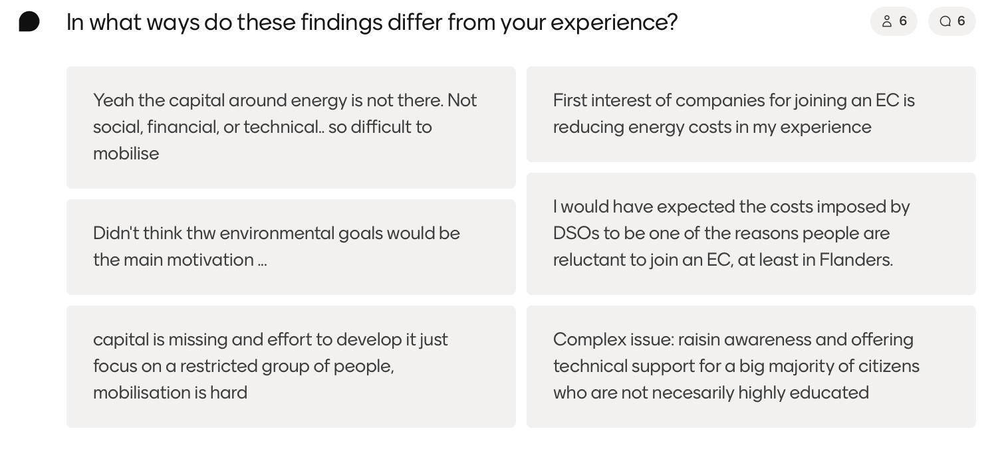 In what ways do these findings differ from your experience?
6
6
Yeah the capital around energy is not there. Not
social, financial, or technical.. so difficult to
mobilise
Didn't think thw environmental goals would be
the main motivation ...
capital is missing and effort to develop it just
focus on a restricted group of people,
mobilisation is hard
First interest of companies for joining an EC is
reducing energy costs in my experience
I would have expected the costs imposed by
DSOs to be one of the reasons people are
reluctant to join an EC, at least in Flanders.
Complex issue: raisin awareness and offering
technical support for a big majority of citizens
who are not necesarily highly educated